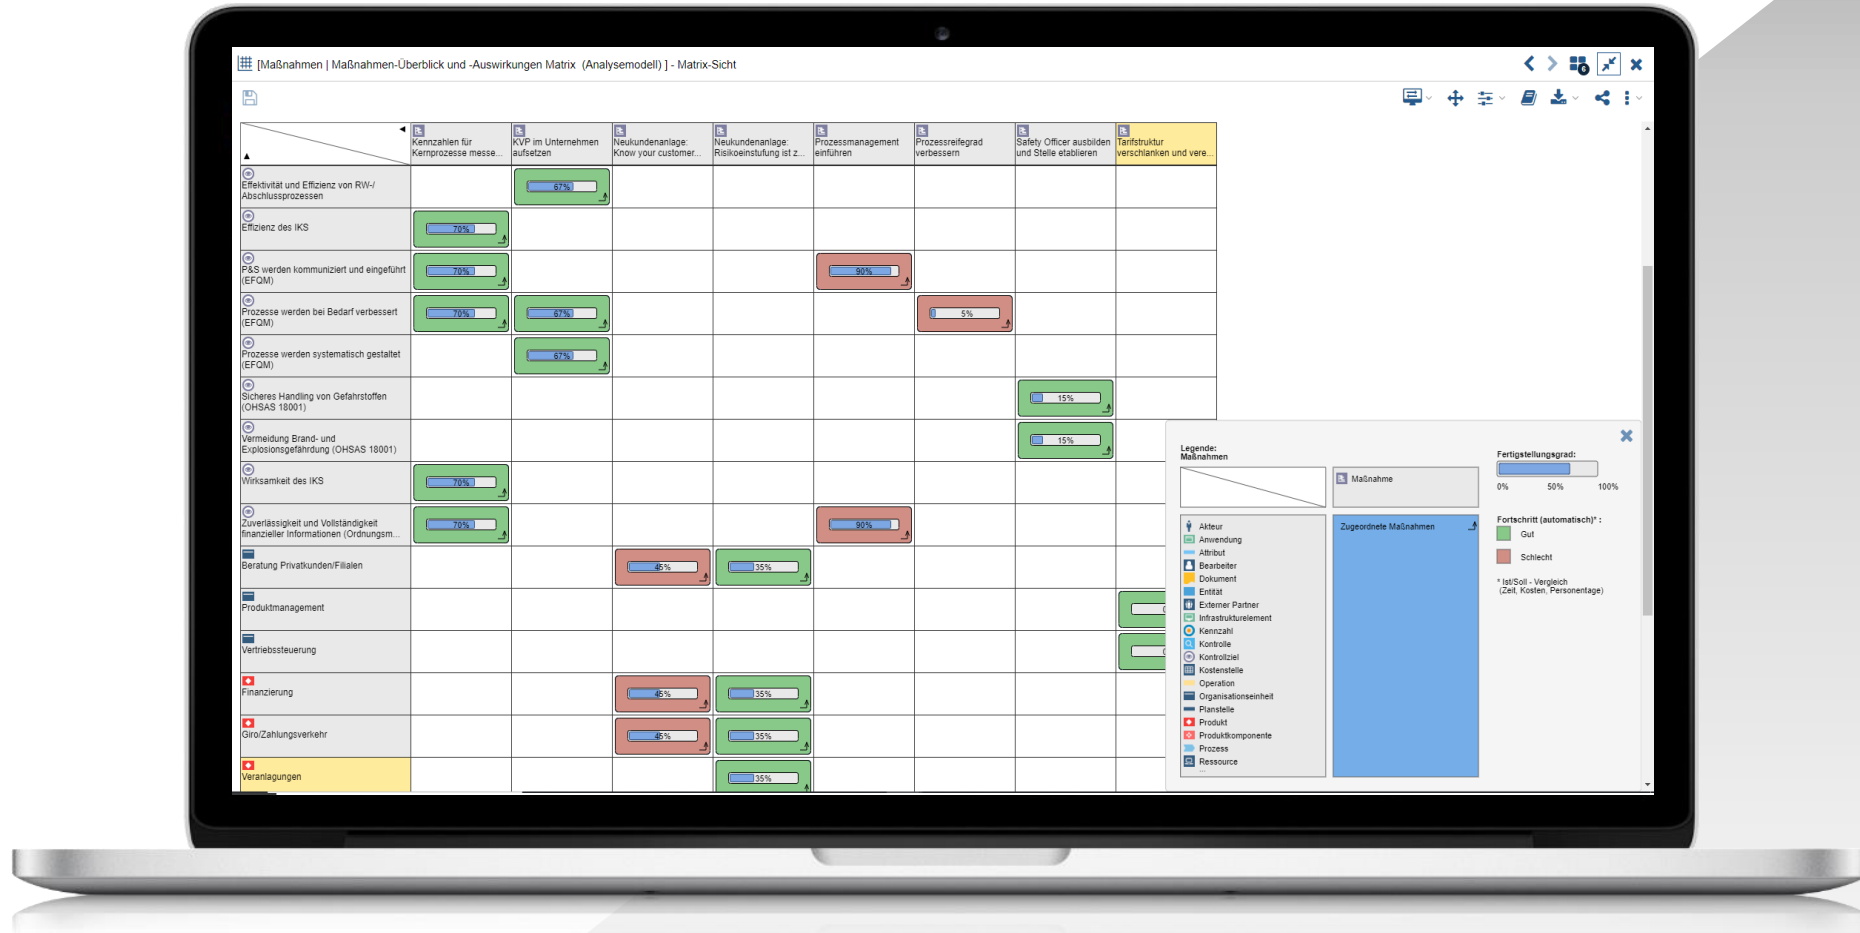 [Maßnahmen | Maßnahmen-Überblick und -Auswirkungen Matrix (Analysemodell) ] - Matrix-Sicht
6
Kennzahlen für
Kernprozesse messe...
KVP im Unternehmen
aufsetzen
Neukundenanlage:
Know your customer...
Neukundenanlage:
Risikoeinstufung ist z...
Prozessmanagement
einführen
Prozessreifegrad
verbessern
Safety Officer ausbilden
und Stelle etablieren
Tarifstruktur
verschlanken und vere...
Effektivität und Effizienz von RW-/
Abschlussprozessen
67%
Effizienz des IKS
70%
P&S werden kommuniziert und eingeführt
(EFQM)
70%
90%
Prozesse werden bei Bedarf verbessert
(EFQM)
70%
67%
5%
Prozesse werden systematisch gestaltet
(EFQM)
67%
Sicheres Handling von Gefahrstoffen
(OHSAS 18001)
15%
Vermeidung Brand- und
Explosionsgefährdung (OHSAS 18001)
15%
Wirksamkeit des IKS
70%
Zuverlässigkeit und Vollständigkeit
finanzieller Informationen (Ordnungsm...
70%
90%
Beratung Privatkunden/Filialen
45%
35%
Produktmanagement
Vertriebssteuerung
Finanzierung
45%
35%
Giro/Zahlungsverkehr
45%
35%
Veranlagungen
35%
Legende:
Maßnahmen
Maßnahme
Akteur
Anwendung
Attribut
Bearbeiter
Dokument
Entität
Externer Partner
Infrastrukturelement
Kennzahl
Kontrolle
Kontrollziel
Kostenstelle
Operation
Organisationseinheit
Planstelle
Produkt
Produktkomponente
Prozess
Ressource
...
Zugeordnete Maßnahmen
Fertigstellungsgrad:
0% 50% 100%
Fortschritt (automatisch)* :
Gut
Schlecht
* Ist/Soll - Vergleich
(Zeit, Kosten, Personentage)